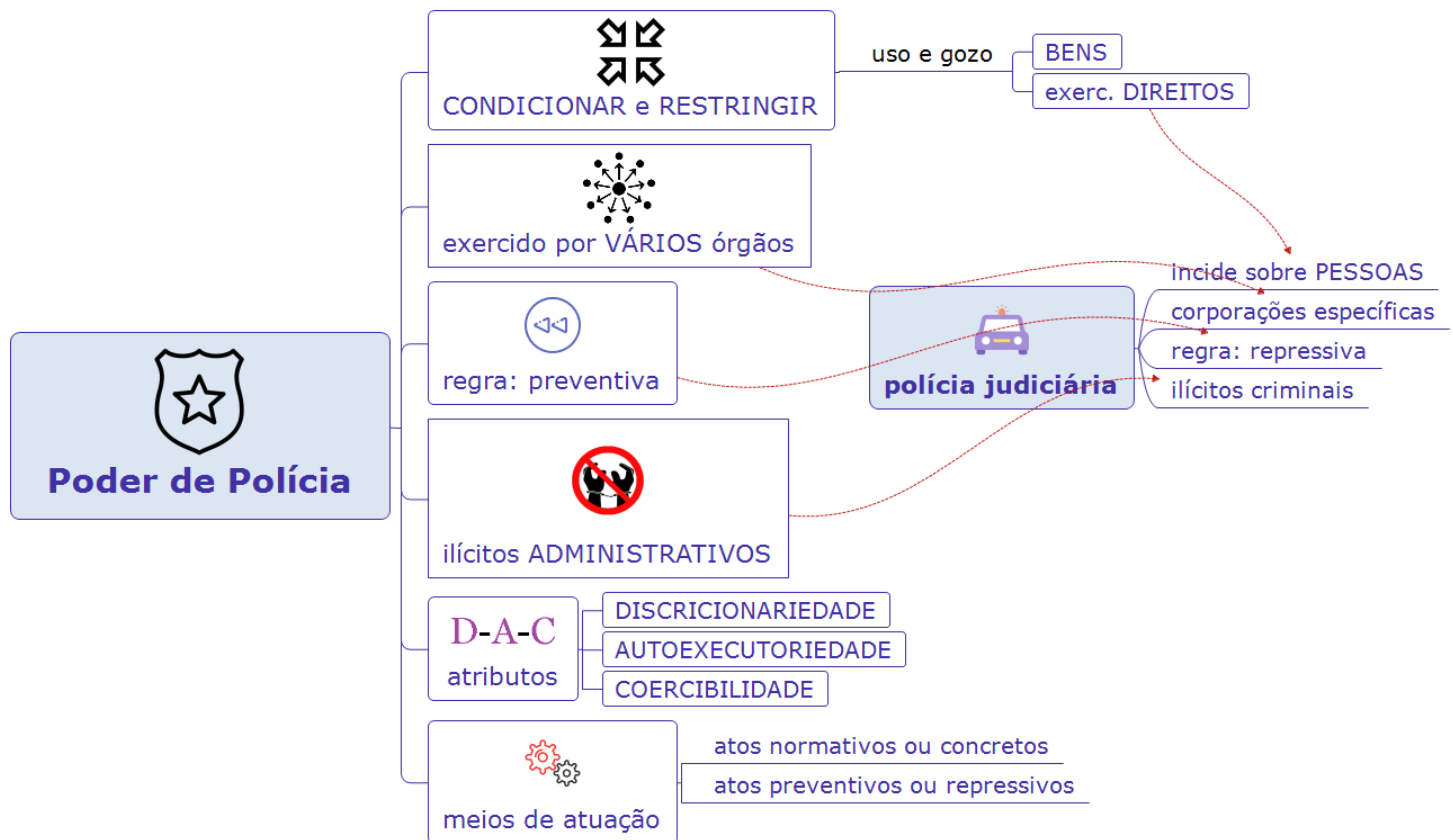 Poder de Polícia
CONDICIONAR e RESTRINGIR
uso e gozo
BENS
exerc. DIREITOS
exercido por VÁRIOS órgãos
regra: preventiva
ilícitos ADMINISTRATIVOS
polícia judiciária
incide sobre PESSOAS
corporações específicas
regra: repressiva
ilícitos criminais
D-A-C
atributos
DISCRICIONARIEDADE
AUTOEXECUTORIEDADE
COERCIBILIDADE
meios de atuação
atos normativos ou concretos
atos preventivos ou repressivos